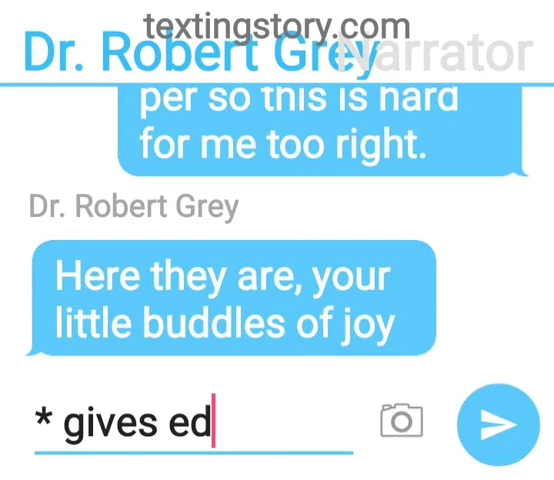 textingstory.com
Dr. Robert Grey Narrator
per so this is hard
for me too right.
Dr. Robert Grey
Here they are, your
little buddles of joy
* gives ed